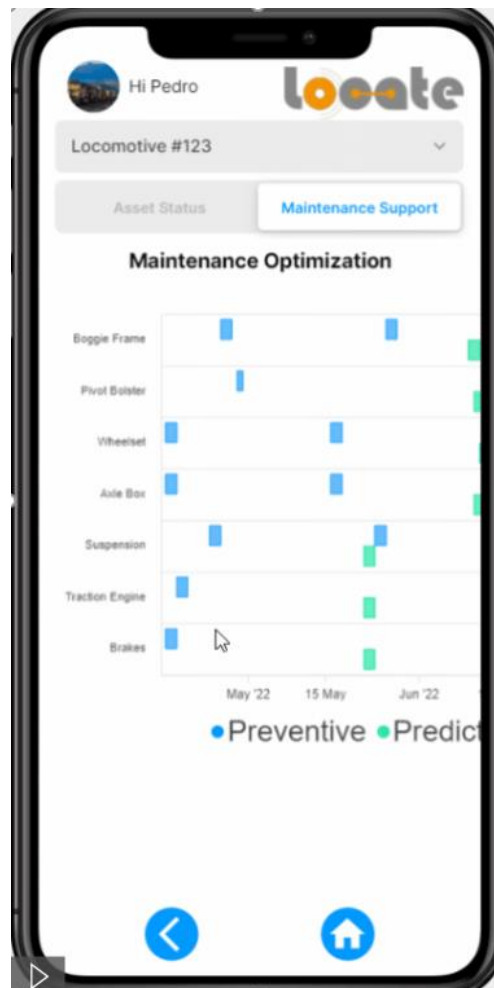 Hi Pedro
Locate
Locomotive #123
Asset Status
Maintenance Support
Maintenance Optimization
Boggie Frame
Pivot Bolster
Wheelset
Axle Box
Suspension
Traction Engine
Brakes
May '22 15 May Jun '22
Preventive Predict